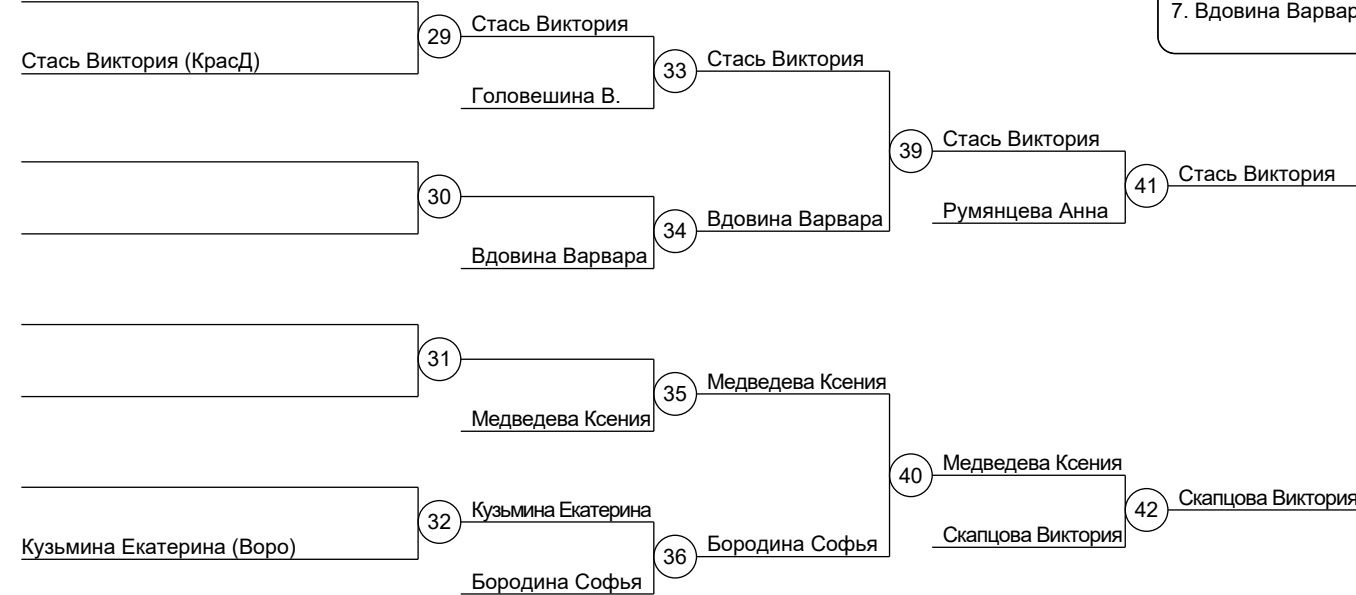 7. Вдовина Варвар
29
Стась Виктория
Стась Виктория (КрасД)
33
Стась Виктория
Головешина В.
39
Стась Виктория
30
41
Стась Виктория
34
Вдовина Варвара
Румянцева Анна
Вдовина Варвара
31
35
Медведева Ксения
Медведева Ксения
40
Медведева Ксения
32
Кузьмина Екатерина
42
Скапцова Виктория
Кузьмина Екатерина (Воро)
36
Бородина Софья
Скапцова Виктория
Бородина Софья